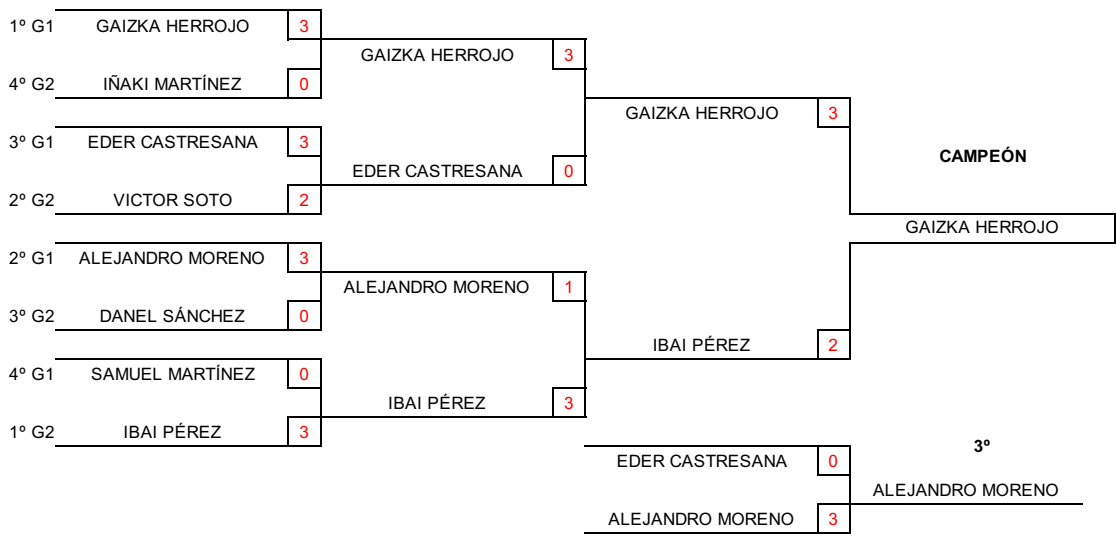 1º G1 GAIZKA HERROJO 3
GAIZKA HERROJO 3
4º G2 IÑAKI MARTÍNEZ 0
GAIZKA HERROJO 3
3º G1 EDER CASTRESANA 3
CAMPEÓN
EDER CASTRESANA 0
2º G2 VICTOR SOTO 2
GAIZKA HERROJO
2º G1 ALEJANDRO MORENO 3
ALEJANDRO MORENO 1
3º G2 DANEL SÁNCHEZ 0
IBAI PÉREZ 2
4º G1 SAMUEL MARTÍNEZ 0
IBAI PÉREZ 3
1º G2 IBAI PÉREZ 3
3º
EDER CASTRESANA 0
ALEJANDRO MORENO
ALEJANDRO MORENO 3